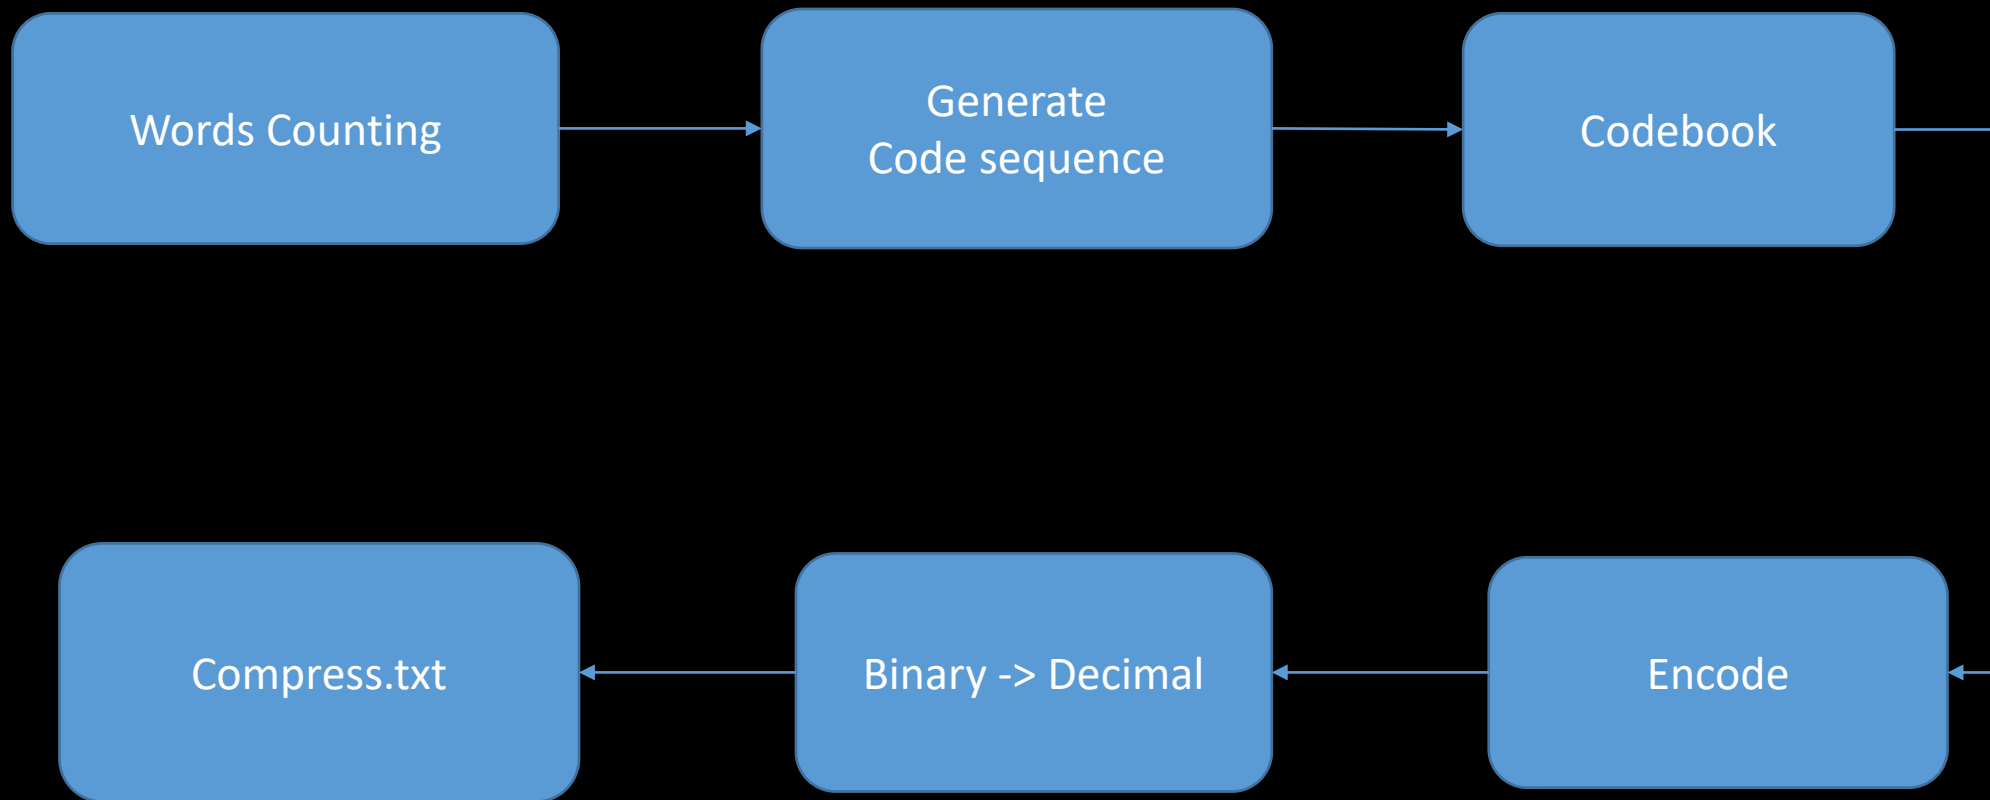 Words Counting
Generate
Code sequence
Codebook
Compress.txt
Binary -> Decimal
Encode